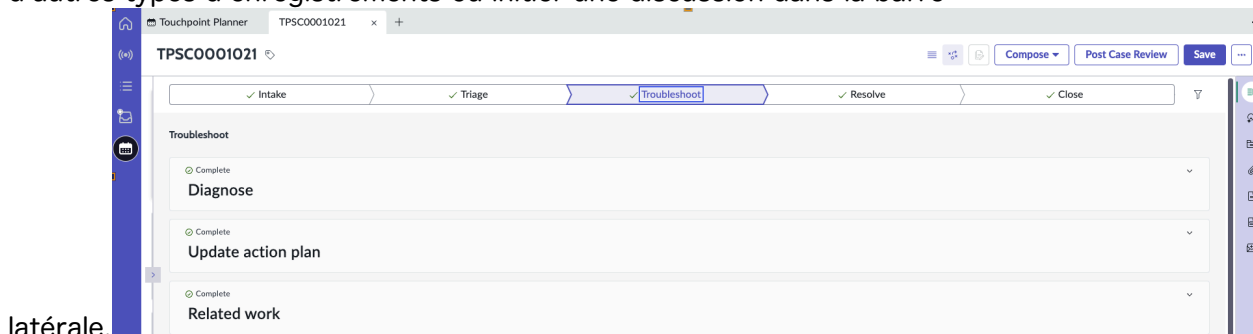 d'autres types d'enregistrements ou initier une discussion dans la barre
Touchpoint Planner TPSC0001021 × +
TPSC0001021 Compose Post Case Review Save ...
Intake Triage Troubleshoot Resolve Close
Troubleshoot
Complete
Diagnose
Complete
Update action plan
Complete
Related work
latérale.